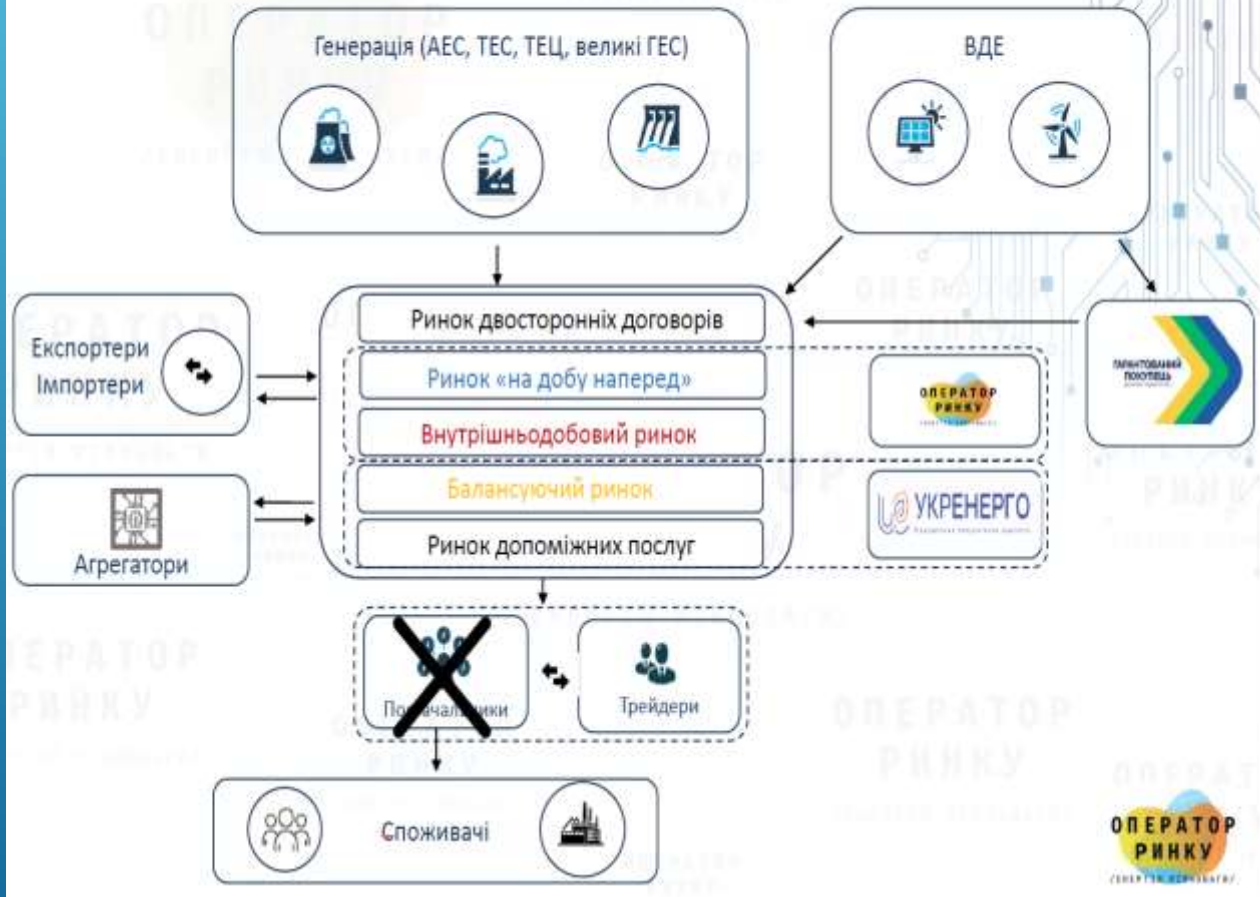 Генерація (АЕС, ТЕС, ТЕЦ, великі ГЕС)
ВДЕ
Ринок двосторонніх договорів
Експортери
Імпортери
Ринок «на добу наперед»
ОПЕРАТОР
РИНКУ
ГАРАНТОВАНИЙ
ПОКУПЕЦЬ
Внутрішньодобовий ринок
Балансуючий ринок
УКРЕНЕРГО
Агрегатори
Ринок допоміжних послуг
Трейдери
Споживачі
ОПЕРАТОР
РИНКУ